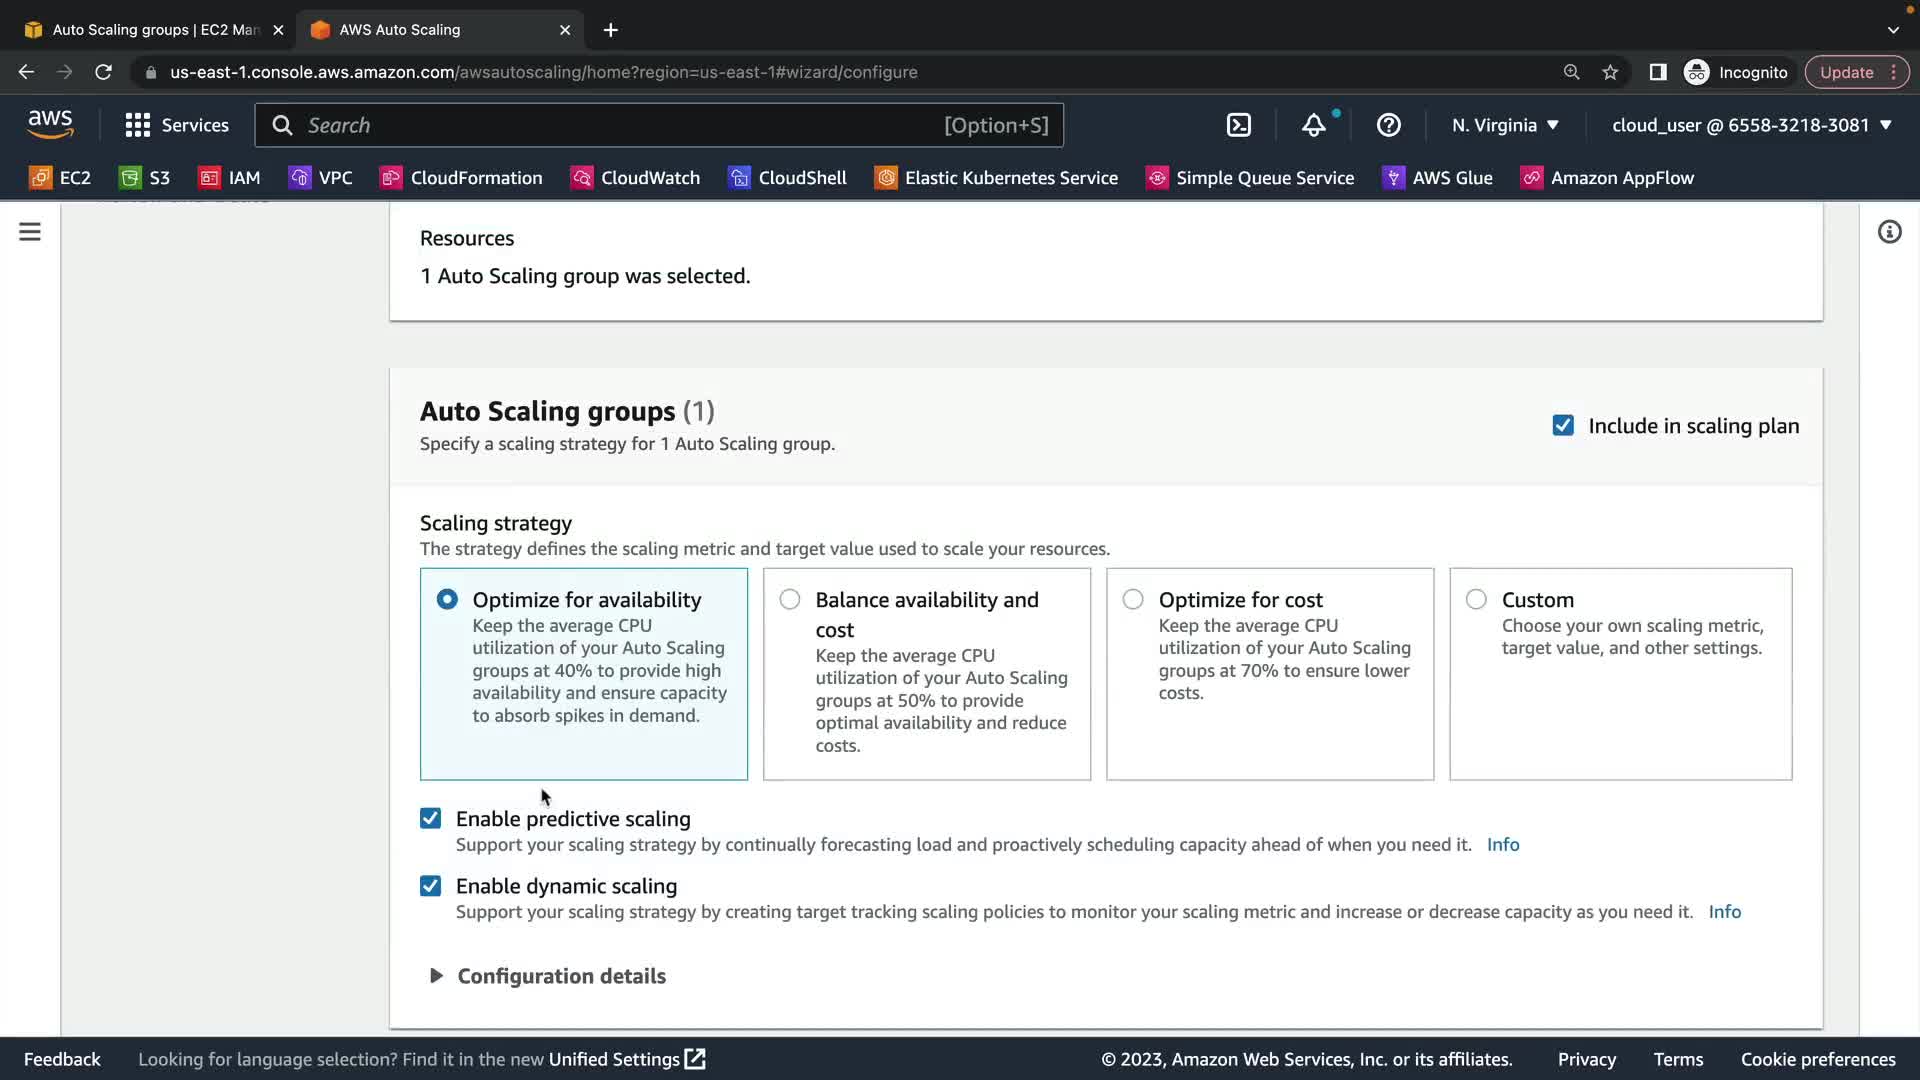 Auto Scaling groups | EC2 Man
AWS Auto Scaling
us-east-1.console.aws.amazon.com/awsautoscaling/home?region=us-east-1#wizard/configure
Incognito
Update
aws
Services
Search
[Option+S]
N. Virginia
cloud_user @ 6558-3218-3081
EC2
S3
IAM
VPC
CloudFormation
CloudWatch
CloudShell
Elastic Kubernetes Service
Simple Queue Service
AWS Glue
Amazon AppFlow
Resources
1 Auto Scaling group was selected.
Auto Scaling groups (1)
Specify a scaling strategy for 1 Auto Scaling group.
Include in scaling plan
Scaling strategy
The strategy defines the scaling metric and target value used to scale your resources.
Optimize for availability
Keep the average CPU
utilization of your Auto Scaling
groups at 40% to provide high
availability and ensure capacity
to absorb spikes in demand.
Balance availability and
cost
Keep the average CPU
utilization of your Auto Scaling
groups at 50% to provide
optimal availability and reduce
costs.
Optimize for cost
Keep the average CPU
utilization of your Auto Scaling
groups at 70% to ensure lower
costs.
Custom
Choose your own scaling metric,
target value, and other settings.
Enable predictive scaling
Support your scaling strategy by continually forecasting load and proactively scheduling capacity ahead of when you need it. Info
Enable dynamic scaling
Support your scaling strategy by creating target tracking scaling policies to monitor your scaling metric and increase or decrease capacity as you need it. Info
Configuration details
Feedback
Looking for language selection? Find it in the new Unified Settings
© 2023, Amazon Web Services, Inc. or its affiliates.
Privacy
Terms
Cookie preferences